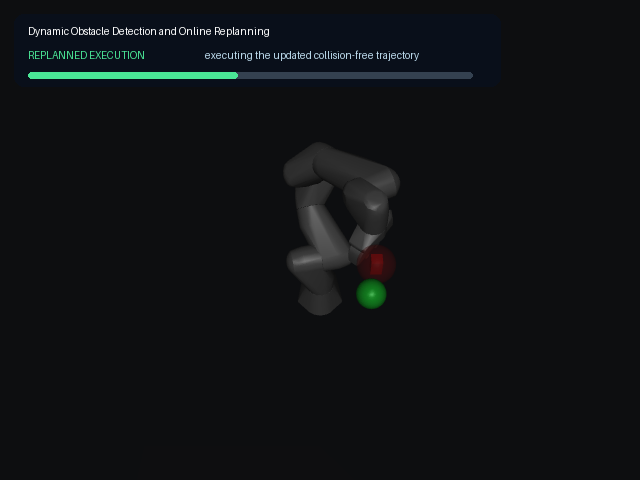 Dynamic Obstacle Detection and Online Replanning
REPLANNED EXECUTION executing the updated collision-free trajectory